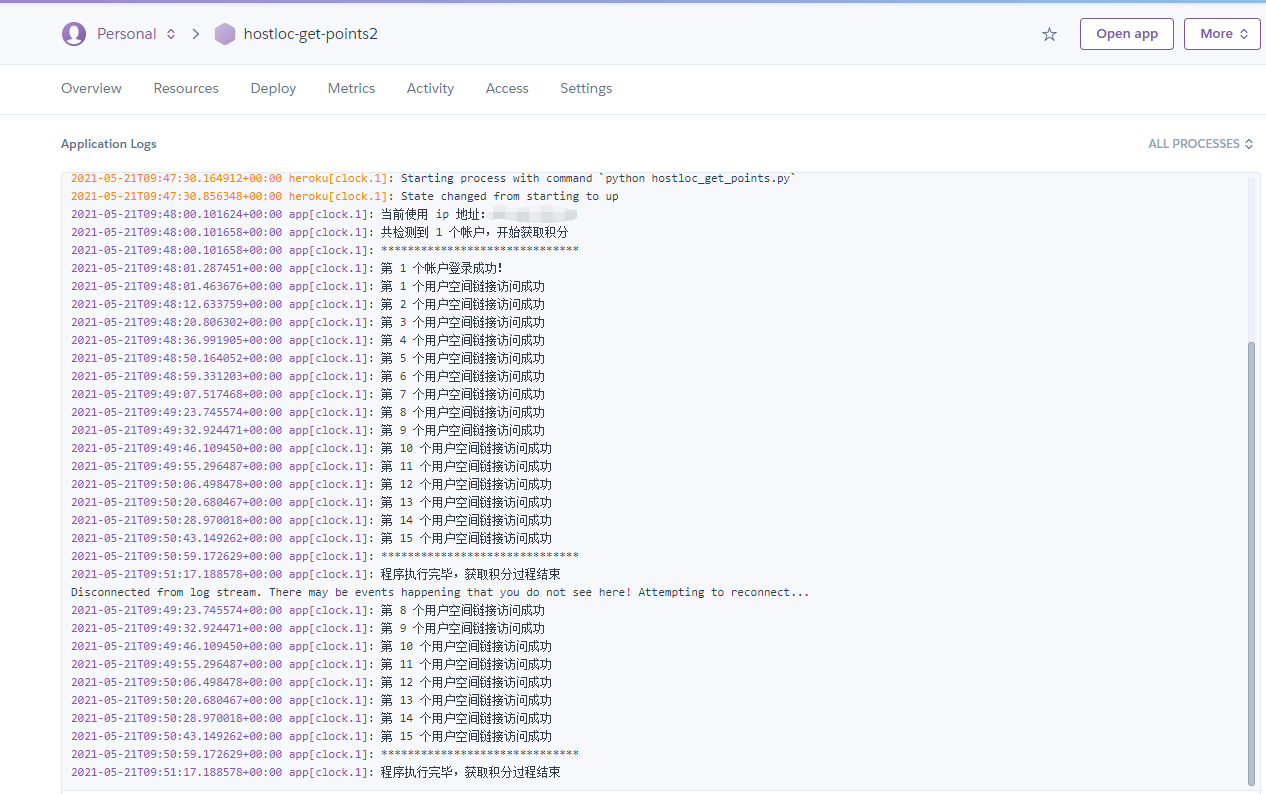 Personal > hostloc-get-points2 Open app More
Overview Resources Deploy Metrics Activity Access Settings
Application Logs ALL PROCESSES
2021-05-21T09:47:30.164912+00:00 heroku[clock.1]: Starting process with command `python hostloc_get_points.py`
2021-05-21T09:47:30.856348+00:00 heroku[clock.1]: State changed from starting to up
2021-05-21T09:48:00.101624+00:00 app[clock.1]: 当前使用 ip 地址:
2021-05-21T09:48:00.101658+00:00 app[clock.1]: 共检测到 1 个帐户，开始获取积分
2021-05-21T09:48:00.101658+00:00 app[clock.1]: ******************************
2021-05-21T09:48:01.287451+00:00 app[clock.1]: 第 1 个帐户登录成功！
2021-05-21T09:48:01.463676+00:00 app[clock.1]: 第 1 个用户空间链接访问成功
2021-05-21T09:48:12.633759+00:00 app[clock.1]: 第 2 个用户空间链接访问成功
2021-05-21T09:48:20.806302+00:00 app[clock.1]: 第 3 个用户空间链接访问成功
2021-05-21T09:48:36.991905+00:00 app[clock.1]: 第 4 个用户空间链接访问成功
2021-05-21T09:48:50.164052+00:00 app[clock.1]: 第 5 个用户空间链接访问成功
2021-05-21T09:48:59.331203+00:00 app[clock.1]: 第 6 个用户空间链接访问成功
2021-05-21T09:49:07.517468+00:00 app[clock.1]: 第 7 个用户空间链接访问成功
2021-05-21T09:49:23.745574+00:00 app[clock.1]: 第 8 个用户空间链接访问成功
2021-05-21T09:49:32.924471+00:00 app[clock.1]: 第 9 个用户空间链接访问成功
2021-05-21T09:49:46.109450+00:00 app[clock.1]: 第 10 个用户空间链接访问成功
2021-05-21T09:49:55.296487+00:00 app[clock.1]: 第 11 个用户空间链接访问成功
2021-05-21T09:50:06.498478+00:00 app[clock.1]: 第 12 个用户空间链接访问成功
2021-05-21T09:50:20.680467+00:00 app[clock.1]: 第 13 个用户空间链接访问成功
2021-05-21T09:50:28.970018+00:00 app[clock.1]: 第 14 个用户空间链接访问成功
2021-05-21T09:50:43.149262+00:00 app[clock.1]: 第 15 个用户空间链接访问成功
2021-05-21T09:50:59.172629+00:00 app[clock.1]: ******************************
2021-05-21T09:51:17.188578+00:00 app[clock.1]: 程序执行完毕，获取积分过程结束
Disconnected from log stream. There may be events happening that you do not see here! Attempting to reconnect...
2021-05-21T09:49:23.745574+00:00 app[clock.1]: 第 8 个用户空间链接访问成功
2021-05-21T09:49:32.924471+00:00 app[clock.1]: 第 9 个用户空间链接访问成功
2021-05-21T09:49:46.109450+00:00 app[clock.1]: 第 10 个用户空间链接访问成功
2021-05-21T09:49:55.296487+00:00 app[clock.1]: 第 11 个用户空间链接访问成功
2021-05-21T09:50:06.498478+00:00 app[clock.1]: 第 12 个用户空间链接访问成功
2021-05-21T09:50:20.680467+00:00 app[clock.1]: 第 13 个用户空间链接访问成功
2021-05-21T09:50:28.970018+00:00 app[clock.1]: 第 14 个用户空间链接访问成功
2021-05-21T09:50:43.149262+00:00 app[clock.1]: 第 15 个用户空间链接访问成功
2021-05-21T09:50:59.172629+00:00 app[clock.1]: ******************************
2021-05-21T09:51:17.188578+00:00 app[clock.1]: 程序执行完毕，获取积分过程结束